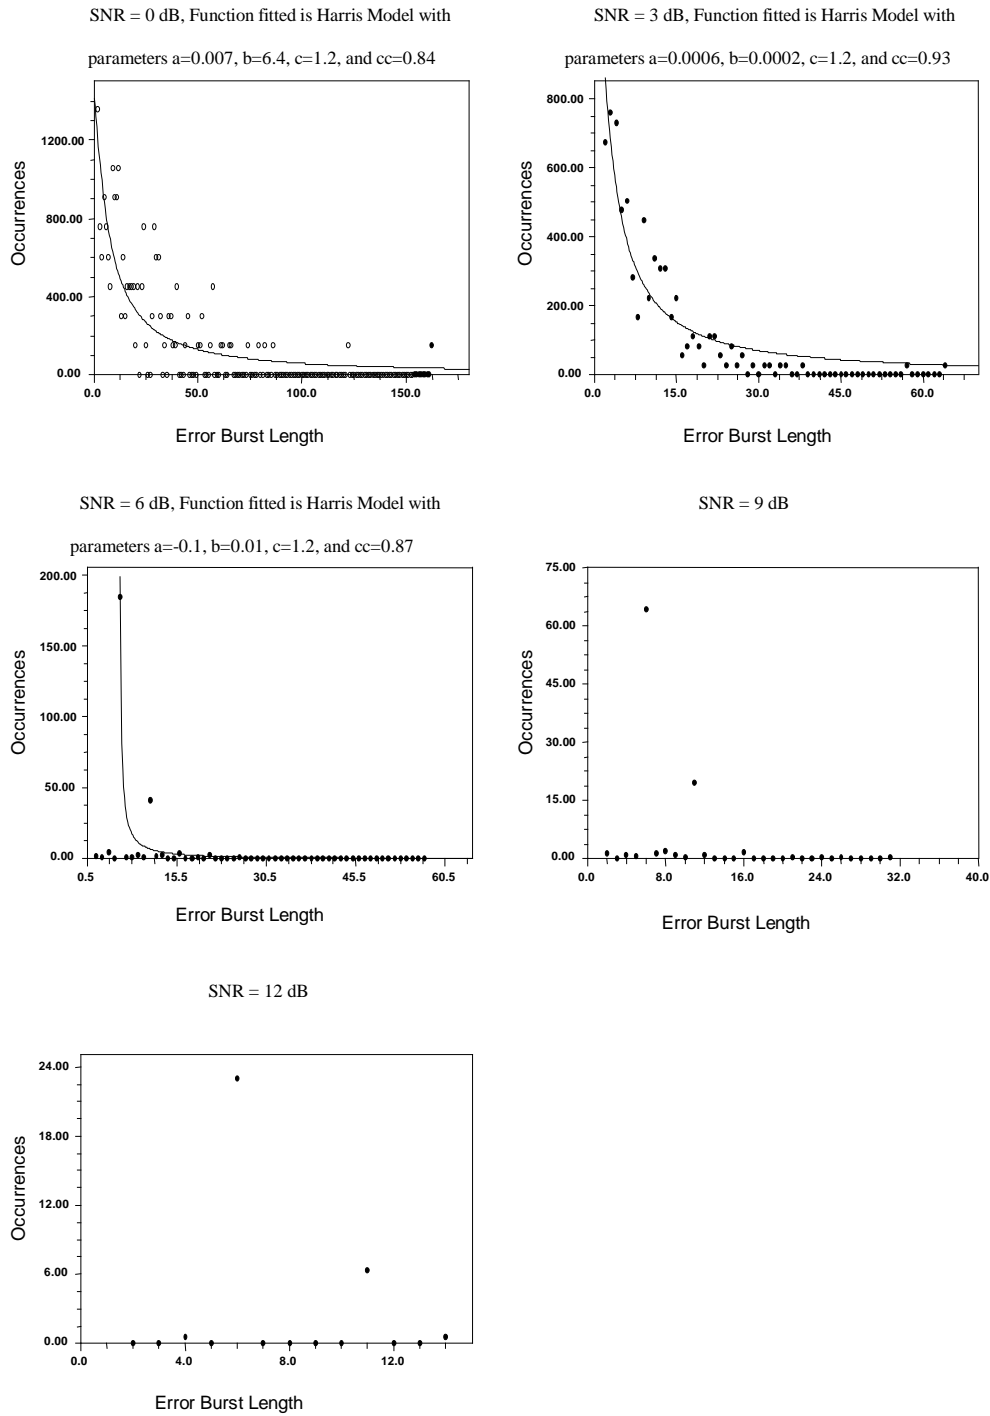 SNR = 0 dB, Function fitted is Harris Model with
parameters a=0.007, b=6.4, c=1.2, and cc=0.84
Occurrences
1200.00
800.00
400.00
0.00
0.0 50.0 100.0 150.0
Error Burst Length
SNR = 3 dB, Function fitted is Harris Model with
parameters a=0.0006, b=0.0002, c=1.2, and cc=0.93
Occurrences
800.00
600.00
400.00
200.00
0.00
0.0 15.0 30.0 45.0 60.0
Error Burst Length
SNR = 6 dB, Function fitted is Harris Model with
parameters a=-0.1, b=0.01, c=1.2, and cc=0.87
Occurrences
200.00
150.00
100.00
50.00
0.00
0.5 15.5 30.5 45.5 60.5
Error Burst Length
SNR = 9 dB
Occurrences
75.00
60.00
45.00
30.00
15.00
0.00
0.0 8.0 16.0 24.0 32.0 40.0
Error Burst Length
SNR = 12 dB
Occurrences
24.00
18.00
12.00
6.00
0.00
0.0 4.0 8.0 12.0
Error Burst Length